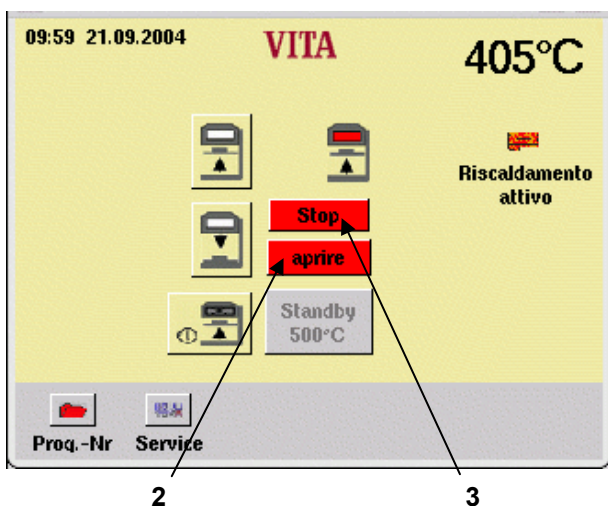 09:59 21.09.2004
VITA
405°C
Riscaldamento
attivo
Stop
aprire
Standby
500°C
Prog.-Nr
Service
2
3